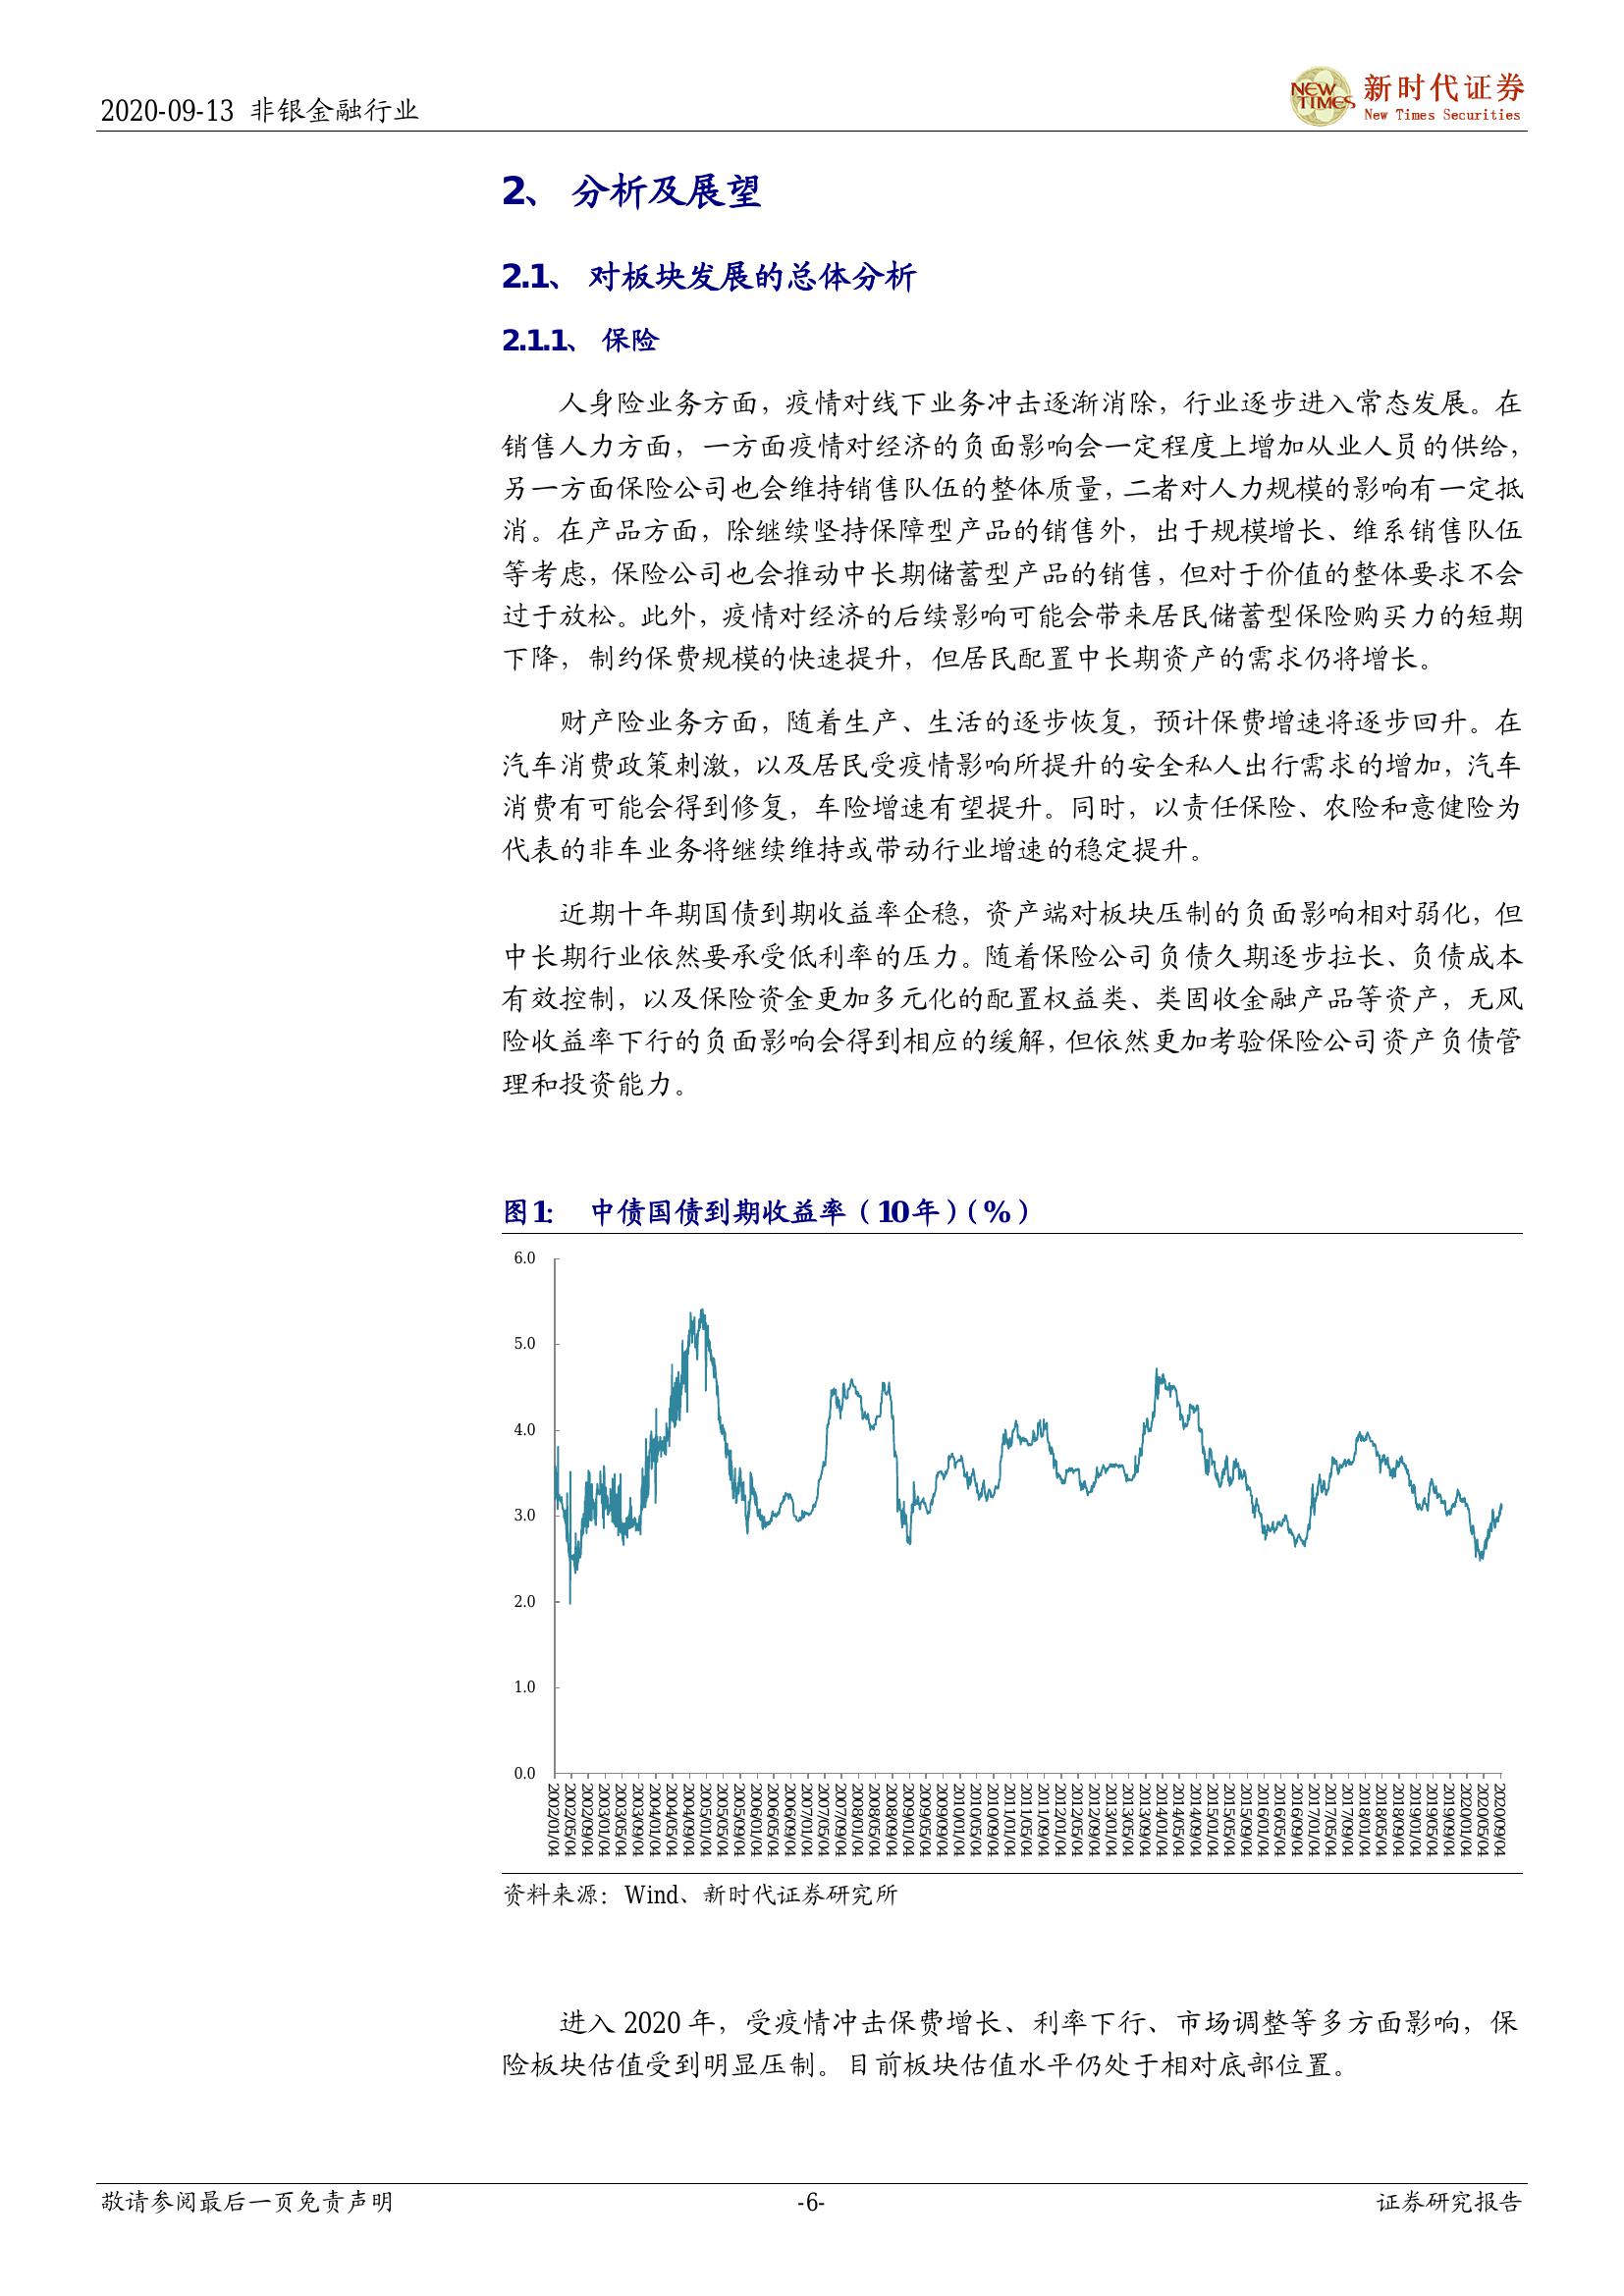 2020-09-13 非银金融行业
NEW TIMES
新时代证券
New Times Securities
2、 分析及展望
2.1、 对板块发展的总体分析
2.1.1、 保险
人身险业务方面，疫情对线下业务冲击逐渐消除，行业逐步进入常态发展。在
销售人力方面，一方面疫情对经济的负面影响会一定程度上增加从业人员的供给，
另一方面保险公司也会维持销售队伍的整体质量，二者对人力规模的影响有一定抵
消。在产品方面，除继续坚持保障型产品的销售外，出于规模增长、维系销售队伍
等考虑，保险公司也会推动中长期储蓄型产品的销售，但对于价值的整体要求不会
过于放松。此外，疫情对经济的后续影响可能会带来居民储蓄型保险购买力的短期
下降，制约保费规模的快速提升，但居民配置中长期资产的需求仍将增长。
财产险业务方面，随着生产、生活的逐步恢复，预计保费增速将逐步回升。在
汽车消费政策刺激，以及居民受疫情影响所提升的安全私人出行需求的增加，汽车
消费有可能会得到修复，车险增速有望提升。同时，以责任保险、农险和意健险为
代表的非车业务将继续维持或带动行业增速的稳定提升。
近期十年期国债到期收益率企稳，资产端对板块压制的负面影响相对弱化，但
中长期行业依然要承受低利率的压力。随着保险公司负债久期逐步拉长、负债成本
有效控制，以及保险资金更加多元化的配置权益类、类固收金融产品等资产，无风
险收益率下行的负面影响会得到相应的缓解，但依然更加考验保险公司资产负债管
理和投资能力。
图1： 中债国债到期收益率（10年）（%）
6.0
5.0
4.0
3.0
2.0
1.0
0.0
2002/01/04
2002/05/04
2002/09/04
2003/01/04
2003/05/04
2003/09/04
2004/01/04
2004/05/04
2004/09/04
2005/01/04
2005/05/04
2005/09/04
2006/01/04
2006/05/04
2006/09/04
2007/01/04
2007/05/04
2007/09/04
2008/01/04
2008/05/04
2008/09/04
2009/01/04
2009/05/04
2009/09/04
2010/01/04
2010/05/04
2010/09/04
2011/01/04
2011/05/04
2011/09/04
2012/01/04
2012/05/04
2012/09/04
2013/01/04
2013/05/04
2013/09/04
2014/01/04
2014/05/04
2014/09/04
2015/01/04
2015/05/04
2015/09/04
2016/01/04
2016/05/04
2016/09/04
2017/01/04
2017/05/04
2017/09/04
2018/01/04
2018/05/04
2018/09/04
2019/01/04
2019/05/04
2019/09/04
2020/01/04
2020/05/04
2020/09/04
资料来源：Wind、新时代证券研究所
进入 2020 年，受疫情冲击保费增长、利率下行、市场调整等多方面影响，保
险板块估值受到明显压制。目前板块估值水平仍处于相对底部位置。
敬请参阅最后一页免责声明
-6-
证券研究报告